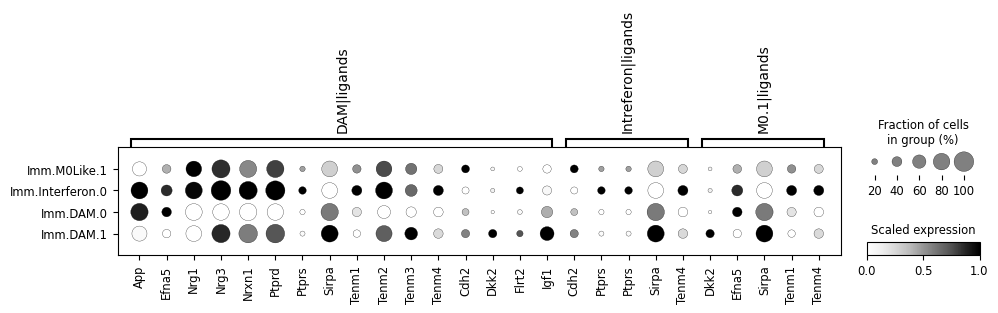 DAM|ligands
Intreferon|ligands
M0.1|ligands
Imm.M0Like.1
Imm.Interferon.0
Imm.DAM.0
Imm.DAM.1
App
Efna5
Nrg1
Nrg3
Nrxn1
Ptprd
Ptprs
Sirpa
Tenm1
Tenm2
Tenm3
Tenm4
Cdh2
Dkk2
Flrt2
Igf1
Cdh2
Ptprs
Ptprs
Sirpa
Tenm4
Dkk2
Efna5
Sirpa
Tenm1
Tenm4
Fraction of cells
in group (%)
20 40 60 80 100
Scaled expression
0.0 0.5 1.0